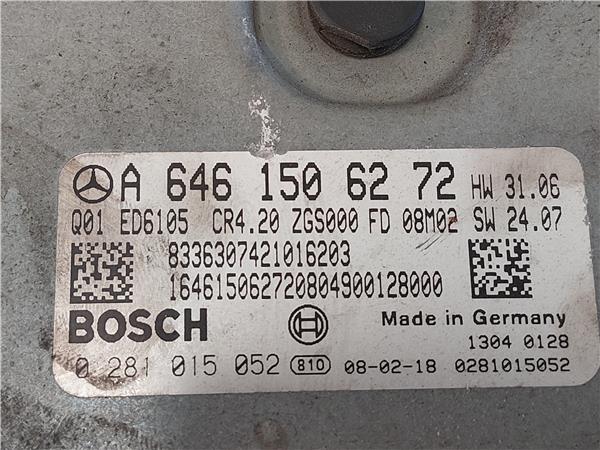 A 646 150 62 72 HW 31.06
Q01 ED6105 CR4.20 ZGS000 FD 08M02 SW 24.07
8336307421016203
164615062720804900128000
BOSCH Made in Germany
1304 0128
0 281 015 052 810 08-02-18 0281015052